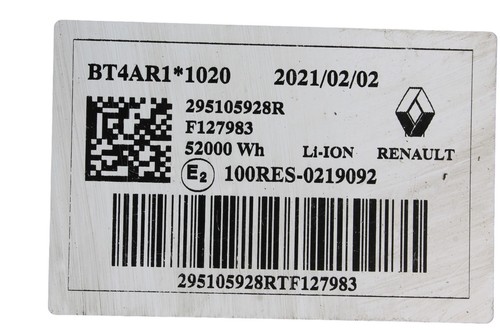 BT4AR1*1020 2021/02/02
295105928R
F127983
52000 Wh Li-ION RENAULT
E2 100RES-0219092
295105928RTF127983